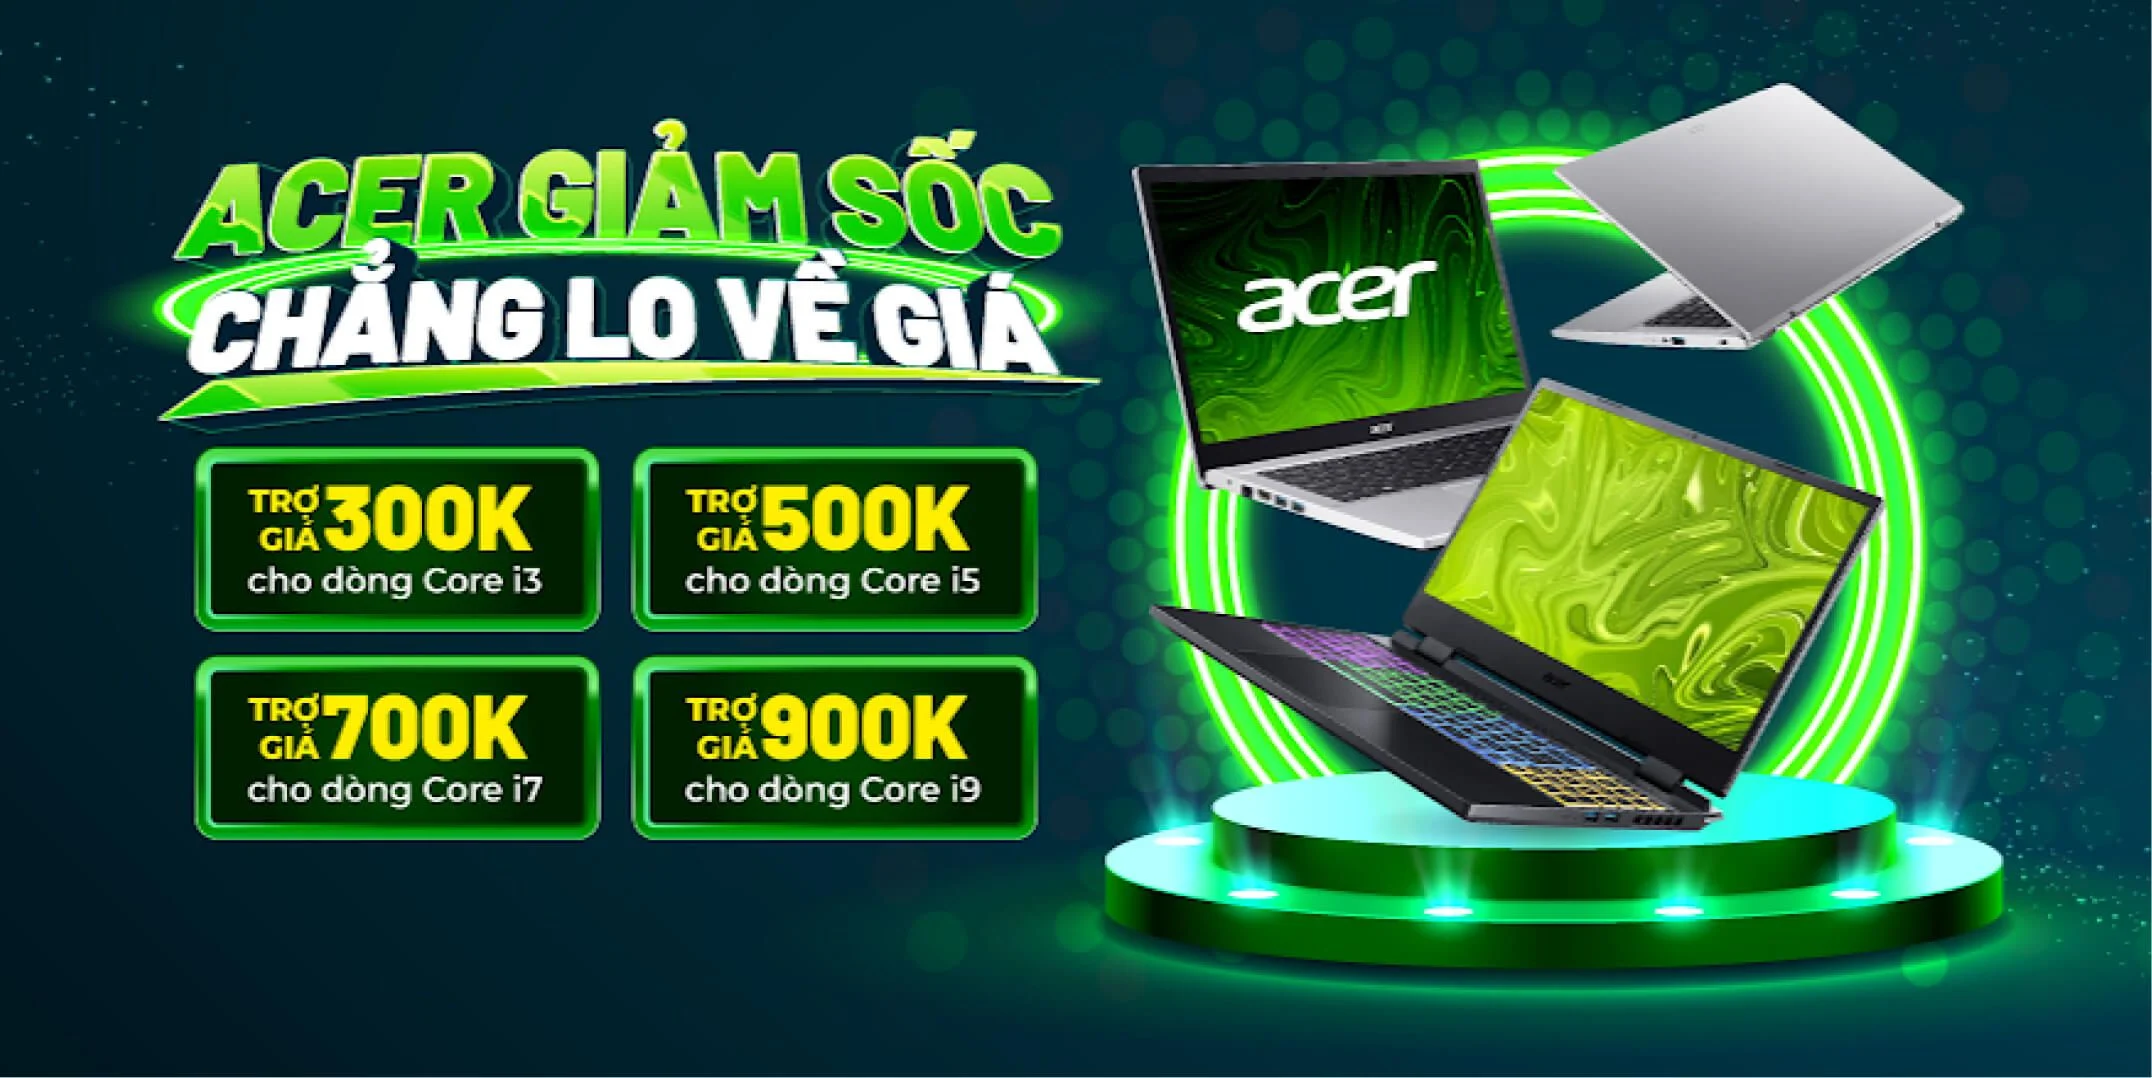 ACER GIẢM SỐC
CHẲNG LO VỀ GIÁ
TRỢ GIÁ 300K
cho dòng Core i3
TRỢ GIÁ 500K
cho dòng Core i5
TRỢ GIÁ 700K
cho dòng Core i7
TRỢ GIÁ 900K
cho dòng Core i9
acer
acer